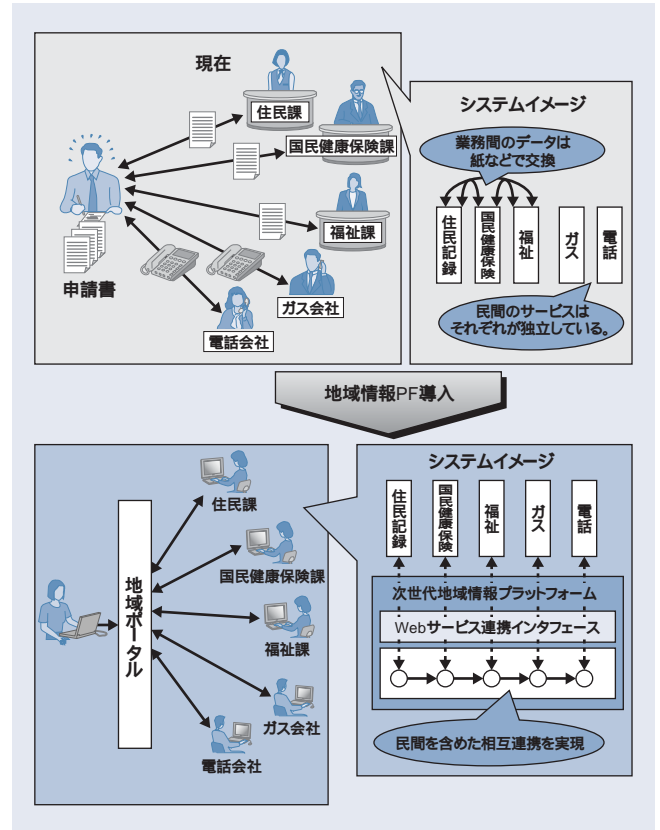 現在
住民課
国民健康保険課
福祉課
申請書
ガス会社
電話会社
システムイメージ
業務間のデータは
紙などで交換
住民記録
国民健康保険
福祉
ガス
電話
民間のサービスは
それぞれが独立している。
地域情報PF導入
地域ポータル
住民課
国民健康保険課
福祉課
ガス会社
電話会社
システムイメージ
住民記録
国民健康保険
福祉
ガス
電話
次世代地域情報プラットフォーム
Webサービス連携インタフェース
民間を含めた相互連携を実現